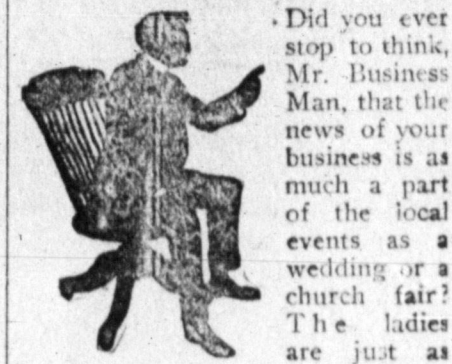 Did you ever
stop to think,
Mr. Business
Man, that the
news of your
business is as
much a part
of the local
events as a
wedding or a
church fair?
The ladies
are just as